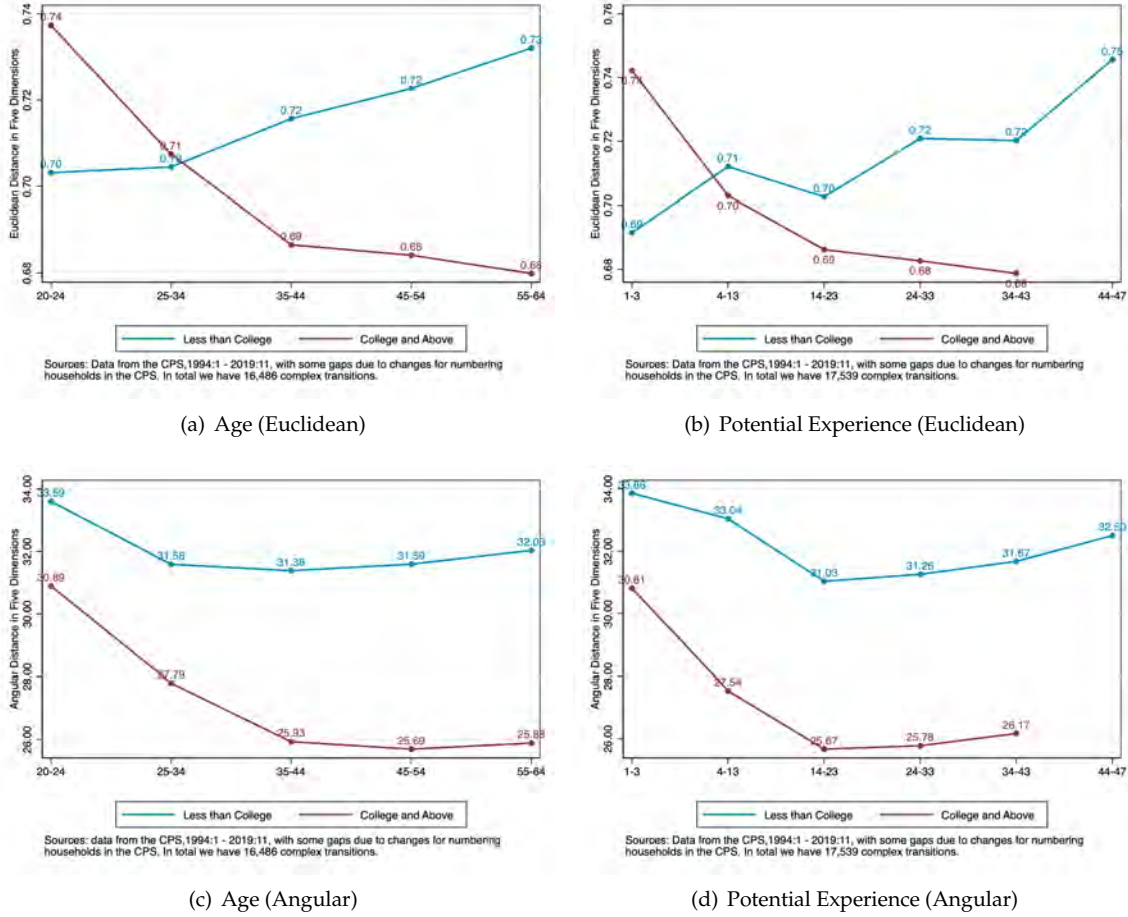 Euclidean Distance in Five Dimensions
0.74
0.72
0.70
0.68
0.74
0.71
0.69
0.68
0.70
0.72
0.72
0.73
20-24 25-34 35-44 45-54 55-64
Less than College College and Above
Sources: Data from the CPS,1994:1 - 2019:11, with some gaps due to changes for numbering
households in the CPS. In total we have 16,486 complex transitions.
(a) Age (Euclidean)
Euclidean Distance in Five Dimensions
0.76
0.74
0.72
0.70
0.68
0.69
0.71
0.70
0.72
0.72
0.75
0.70
0.69
0.68
0.68
1-3 4-13 14-23 24-33 34-43 44-47
Less than College College and Above
Sources: Data from the CPS,1994:1 - 2019:11, with some gaps due to changes for numbering
households in the CPS. In total we have 17,539 complex transitions.
(b) Potential Experience (Euclidean)
Angular Distance in Five Dimensions
34.00
32.00
30.00
28.00
26.00
33.59
31.38
31.59
32.03
30.89
27.79
25.93
25.69
25.88
20-24 25-34 35-44 45-54 55-64
Less than College College and Above
Sources: data from the CPS,1994:1 - 2019:11, with some gaps due to changes for numbering
households in the CPS. In total we have 16,486 complex transitions.
(c) Age (Angular)
Angular Distance in Five Dimensions
34.00
32.00
30.00
28.00
26.00
33.86
33.04
31.03
31.26
31.67
32.50
30.81
27.54
25.67
25.78
26.17
1-3 4-13 14-23 24-33 34-43 44-47
Less than College College and Above
Sources: Data from the CPS,1994:1 - 2019:11, with some gaps due to changes for numbering
households in the CPS. In total we have 17,539 complex transitions.
(d) Potential Experience (Angular)